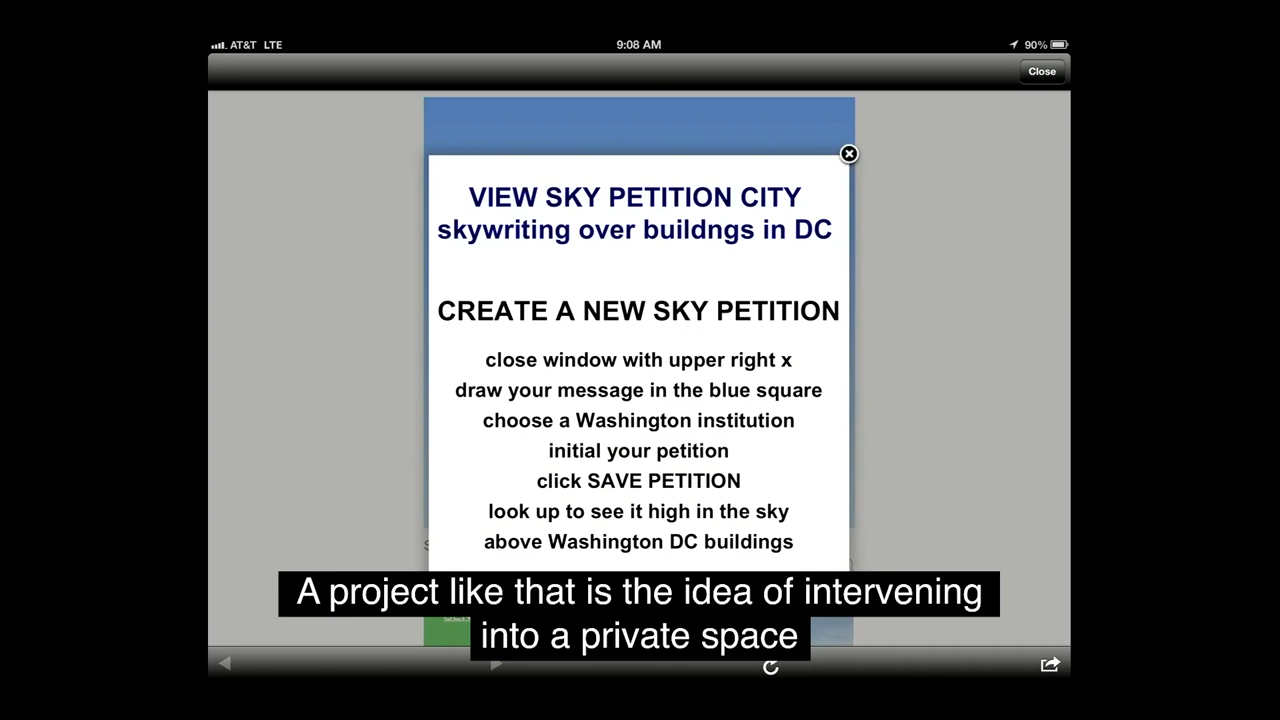 AT&T LTE 9:08 AM 90%
Close
VIEW SKY PETITION CITY
skywriting over buildngs in DC
CREATE A NEW SKY PETITION
close window with upper right x
draw your message in the blue square
choose a Washington institution
initial your petition
click SAVE PETITION
look up to see it high in the sky
above Washington DC buildings
A project like that is the idea of intervening
into a private space